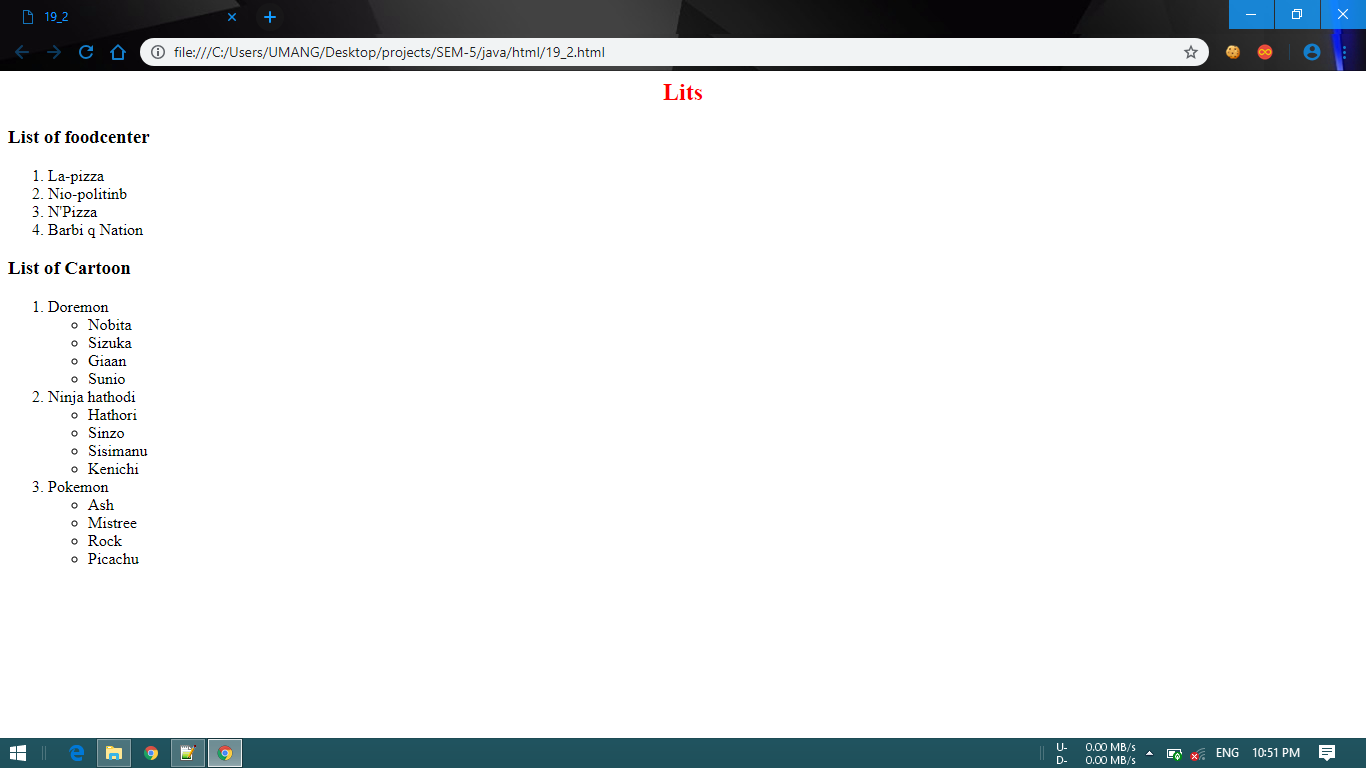 19_2
file:///C:/Users/UMANG/Desktop/projects/SEM-5/java/html/19_2.html
Lits
List of foodcenter
1. La-pizza
2. Nio-politinb
3. N'Pizza
4. Barbi q Nation
List of Cartoon
1. Doremon
Nobita
Sizuka
Giaan
Sunio
2. Ninja hathodi
Hathori
Sinzo
Sisimanu
Kenichi
3. Pokemon
Ash
Mistree
Rock
Picachu
U- 0.00 MB/s
D- 0.00 MB/s
ENG 10:51 PM